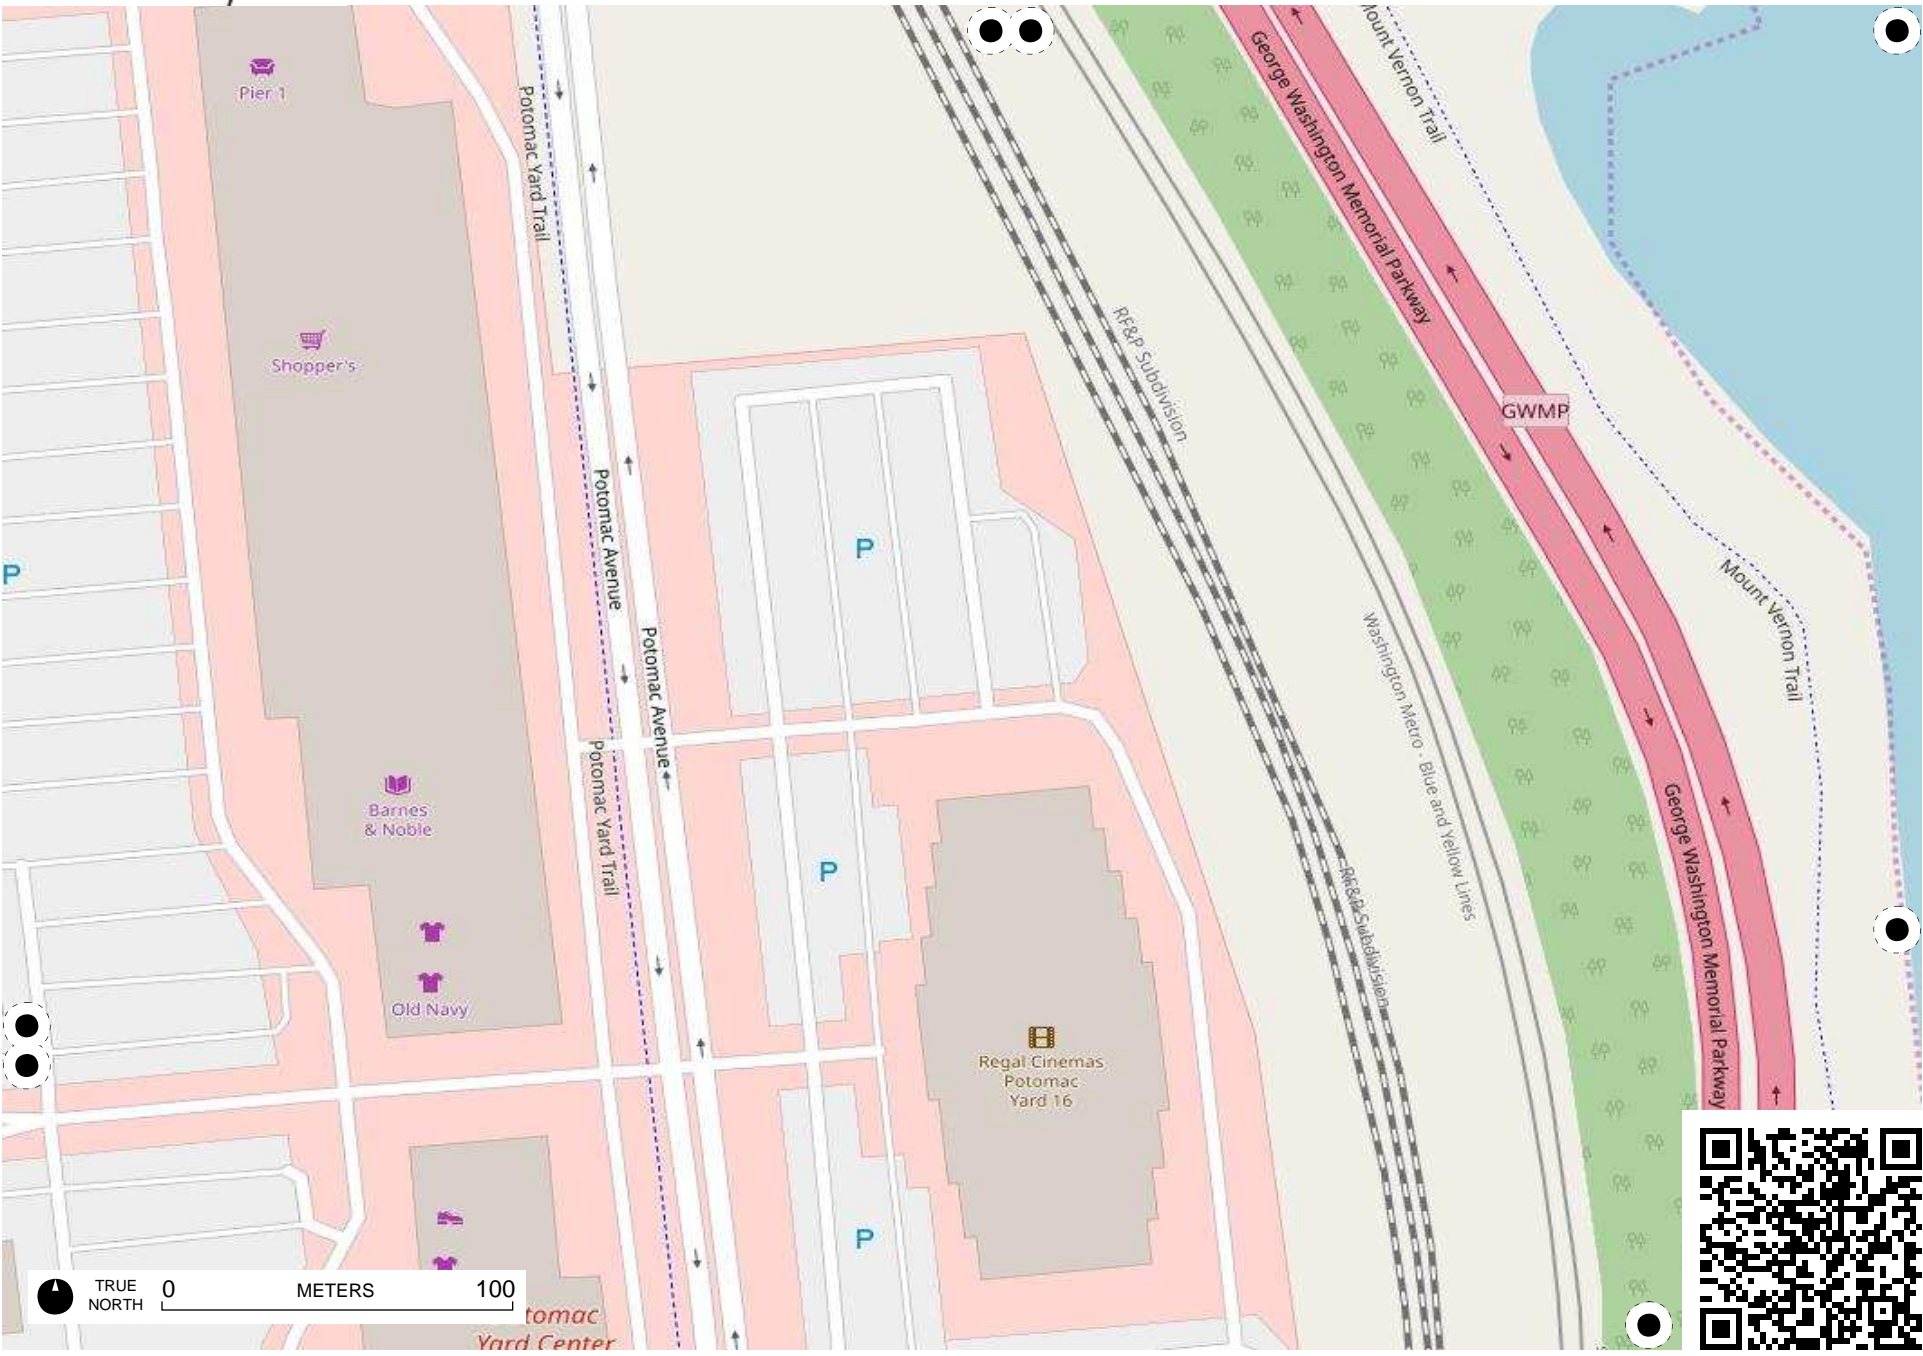 Pier 1
Potomac Yard Trail
George Washington Memorial Parkway
Mount Vernon Trail
Shopper's
RF&P Subdivision
GWMP
P
P
Potomac Avenue
Potomac Avenue
Mount Vernon Trail
Washington Metro - Blue and Yellow Lines
Barnes
& Noble
Potomac Yard Trail
P
RF&P Subdivision
George Washington Memorial Parkway
Old Navy
Regal Cinemas
Potomac
Yard 16
P
TRUE
NORTH
0 METERS 100
tomac
Yard Center